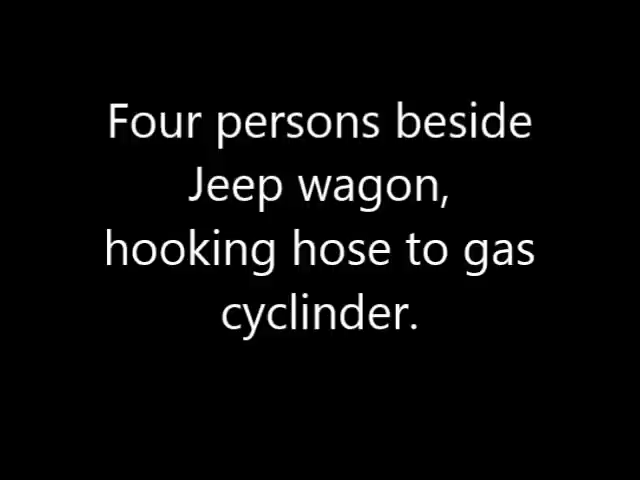 Four persons beside
Jeep wagon,
hooking hose to gas
cyclinder.